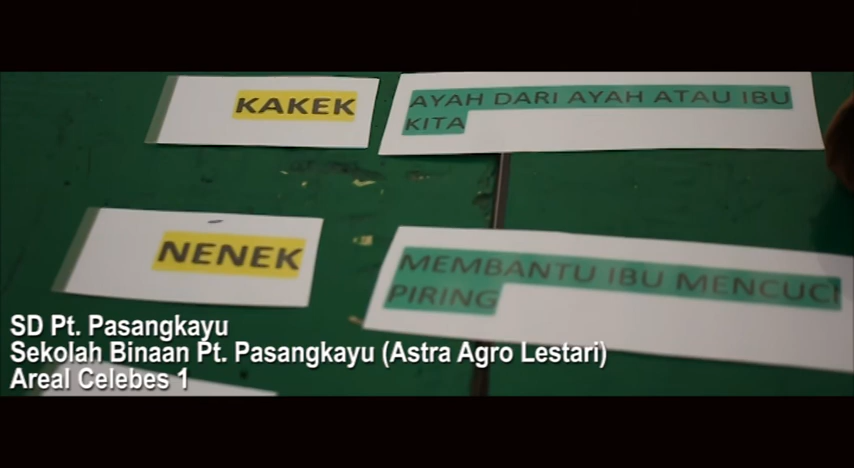 KAKEK
AYAH DARI AYAH ATAU IBU
KITA
NENEK
MEMBANTU IBU MENCUCI
PIRING
SD Pt. Pasangkayu
Sekolah Binaan Pt. Pasangkayu (Astra Agro Lestari)
Areal Celebes 1